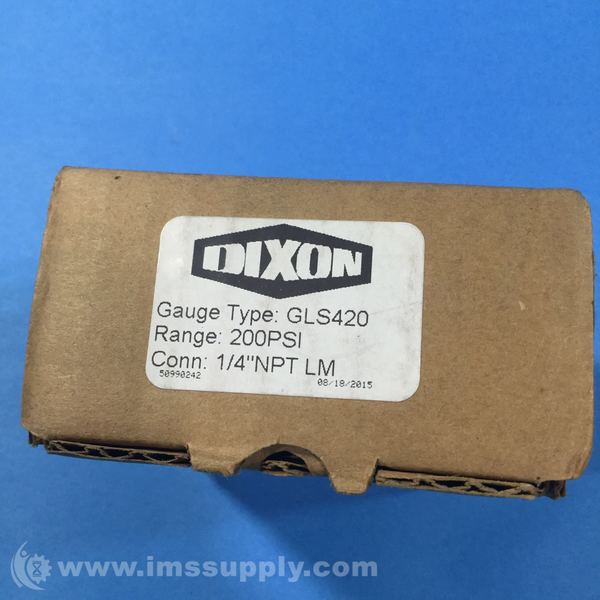 DIXON
Gauge Type: GLS420
Range: 200PSI
Conn: 1/4"NPT LM
50990242 08/18/2015
www.imssupply.com